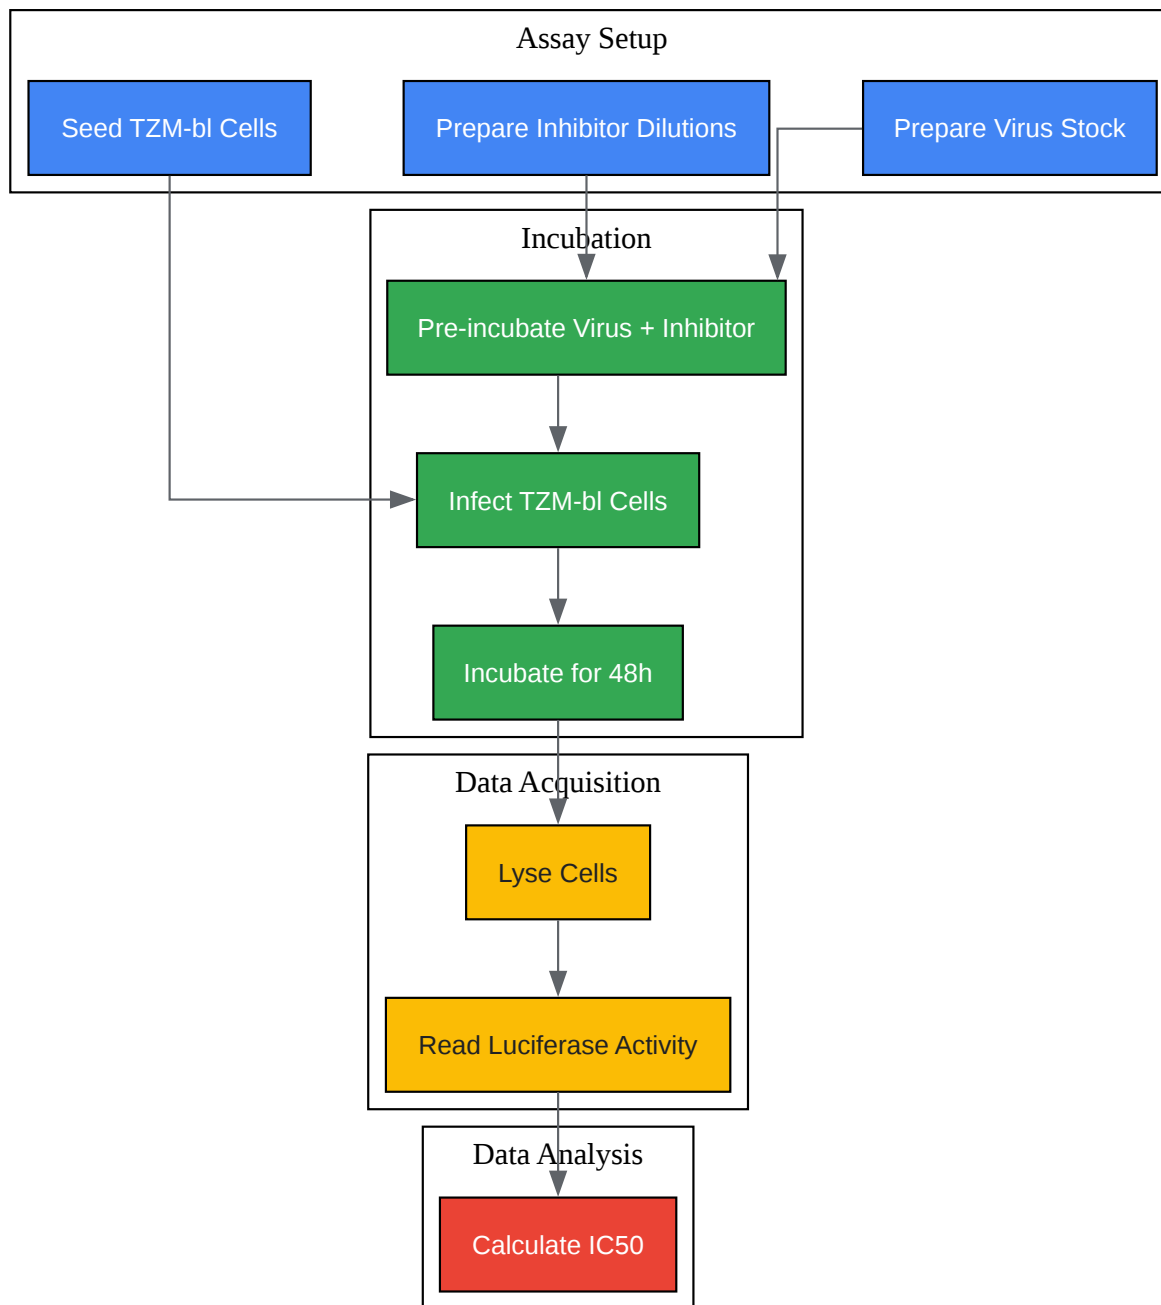 Assay Setup
Seed TZM-bl Cells
Prepare Inhibitor Dilutions
Prepare Virus Stock
Incubation
Pre-incubate Virus + Inhibitor
Infect TZM-bl Cells
Incubate for 48h
Data Acquisition
Lyse Cells
Read Luciferase Activity
Data Analysis
Calculate IC50